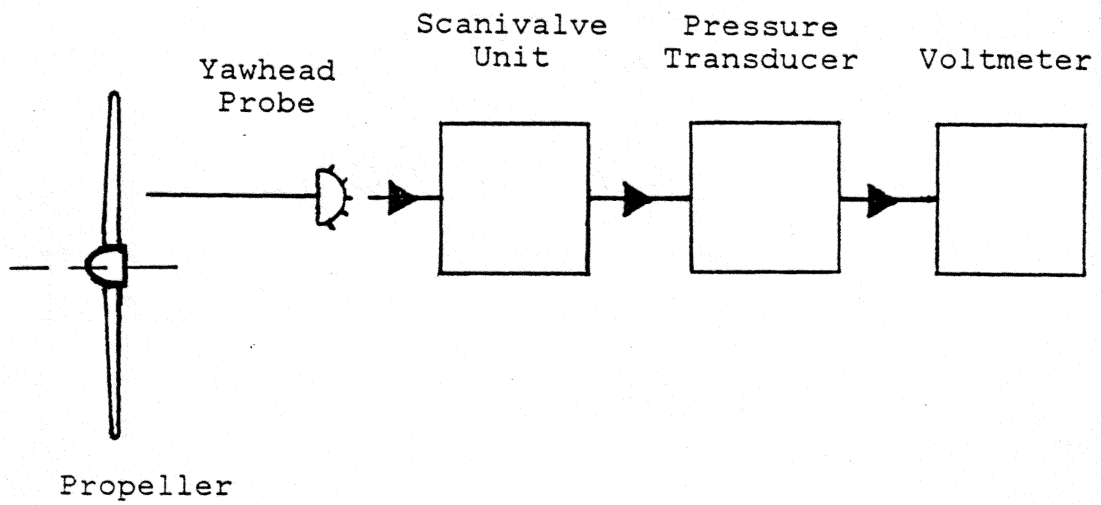 Scanivalve
Unit
Pressure
Transducer
Voltmeter
Yawhead
Probe
Propeller